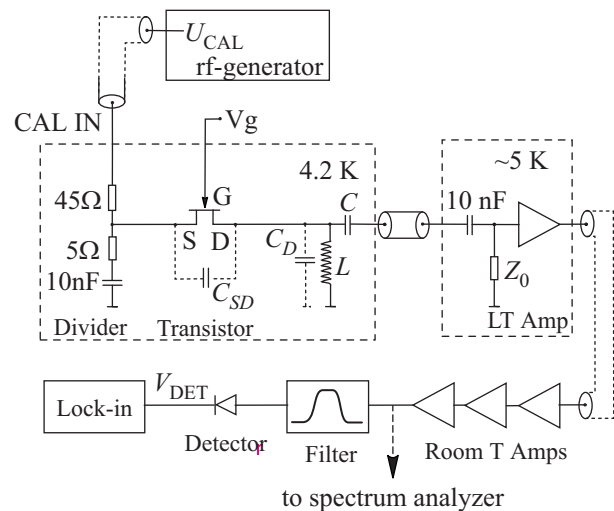 U_CAL
rf-generator
CAL IN
Vg
4.2 K
~5 K
45Ω
G
C
10 nF
S D
5Ω
C_D
L
Z_0
10nF
C_SD
Divider
Transistor
LT Amp
V_DET
Lock-in
Detector
Filter
Room T Amps
to spectrum analyzer